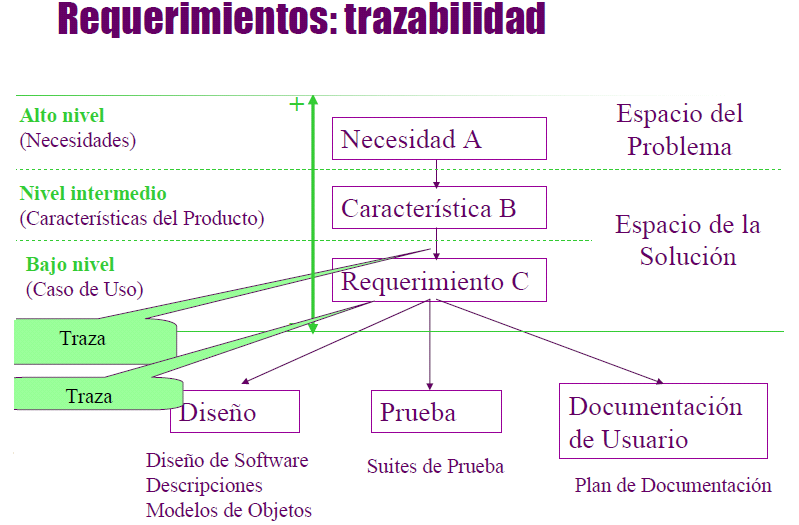 Requerimientos: trazabilidad
+
Alto nivel
(Necesidades)
Necesidad A
Espacio del
Problema
Nivel intermedio
(Características del Producto)
Característica B
Espacio de la
Solución
Bajo nivel
(Caso de Uso)
Requerimiento C
Traza
Traza
Diseño
Prueba
Documentación
de Usuario
Diseño de Software
Descripciones
Modelos de Objetos
Suites de Prueba
Plan de Documentación